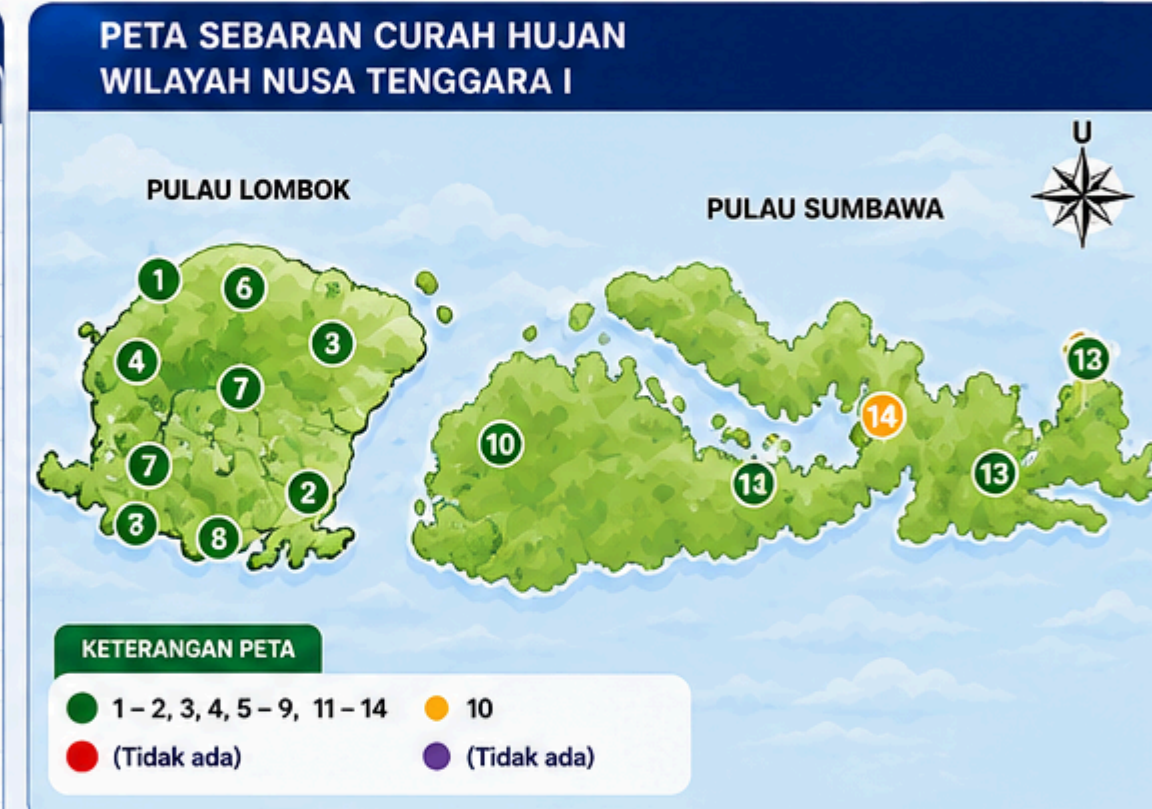 PETA SEBARAN CURAH HUJAN
WILAYAH NUSA TENGGARA I
U
PULAU LOMBOK
PULAU SUMBAWA
1
6
3
4
7
13
14
10
7
2
13
8
KETERANGAN PETA
1 – 2, 3, 4, 5 – 9, 11 – 14
10
(Tidak ada)
(Tidak ada)